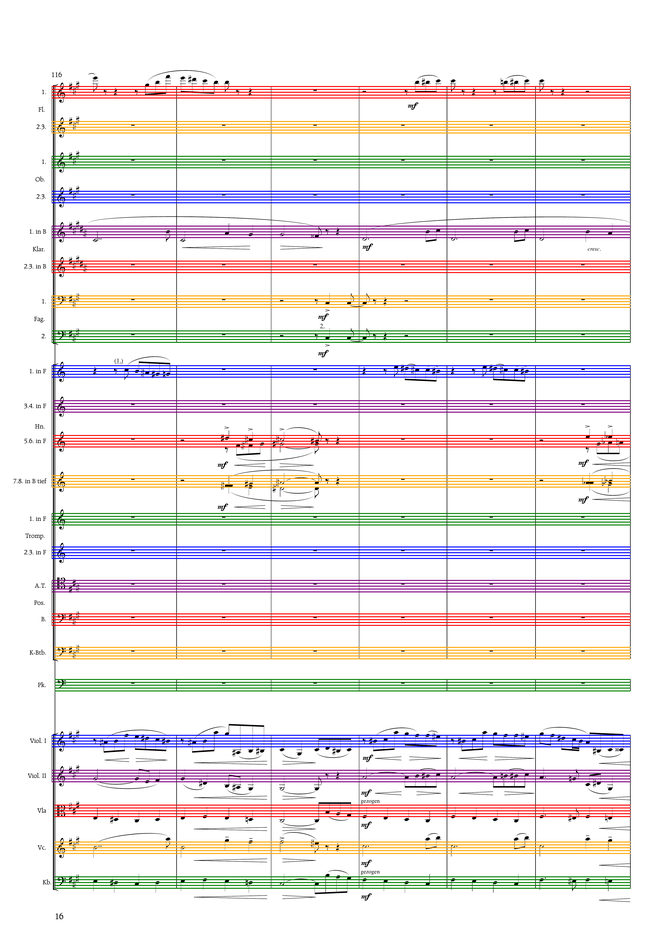 116
1.
Fl.
2.3.
1.
Ob.
2.3.
1. in B
mf
Klar.
cresc.
2.3. in B
1.
mf
Fag.
2.
2.
mf
(1.)
1. in F
mf
3.4. in F
Hn.
5.6. in F
mf
mf
7.8. in B tief
mf
mf
1. in F
Tromp.
2.3. in F
A.T.
Pos.
B.
K-Btb.
Pk.
Viol. I
mf
Viol. II
mf
gezogen
Vla
mf
Vc.
mf
gezogen
Kb.
mf
16